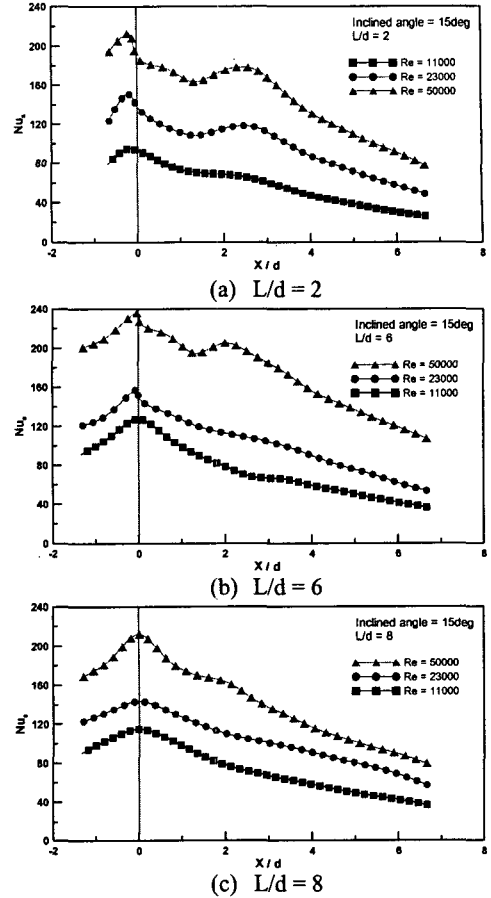 240
200
160
120
80
40
0
Nuₛ
Inclined angle = 15deg
L/d = 2
Re = 11000
Re = 23000
Re = 50000
-2 0 2 4 6 8
X / d
(a) L/d = 2
240
200
160
120
80
40
0
Nuₛ
Inclined angle = 15deg
L/d = 6
Re = 50000
Re = 23000
Re = 11000
-2 0 2 4 6 8
X / d
(b) L/d = 6
240
200
160
120
80
40
0
Nuₛ
Inclined angle = 15deg
L/d = 8
Re = 50000
Re = 23000
Re = 11000
-2 0 2 4 6 8
X / d
(c) L/d = 8